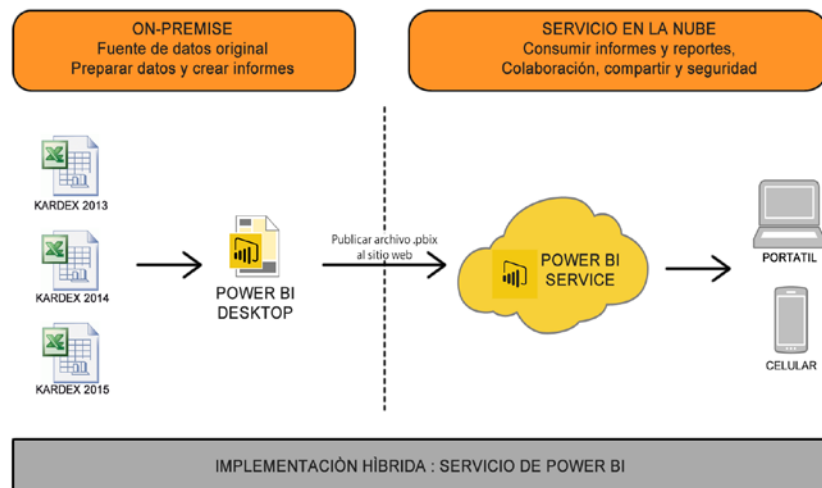 ON-PREMISE
Fuente de datos original
Preparar datos y crear informes
SERVICIO EN LA NUBE
Consumir informes y reportes,
Colaboración, compartir y seguridad
KARDEX 2013
KARDEX 2014
KARDEX 2015
POWER BI
DESKTOP
Publicar archivo .pbix
al sitio web
POWER BI
SERVICE
PORTATIL
CELULAR
IMPLEMENTACIÓN HÌBRIDA : SERVICIO DE POWER BI